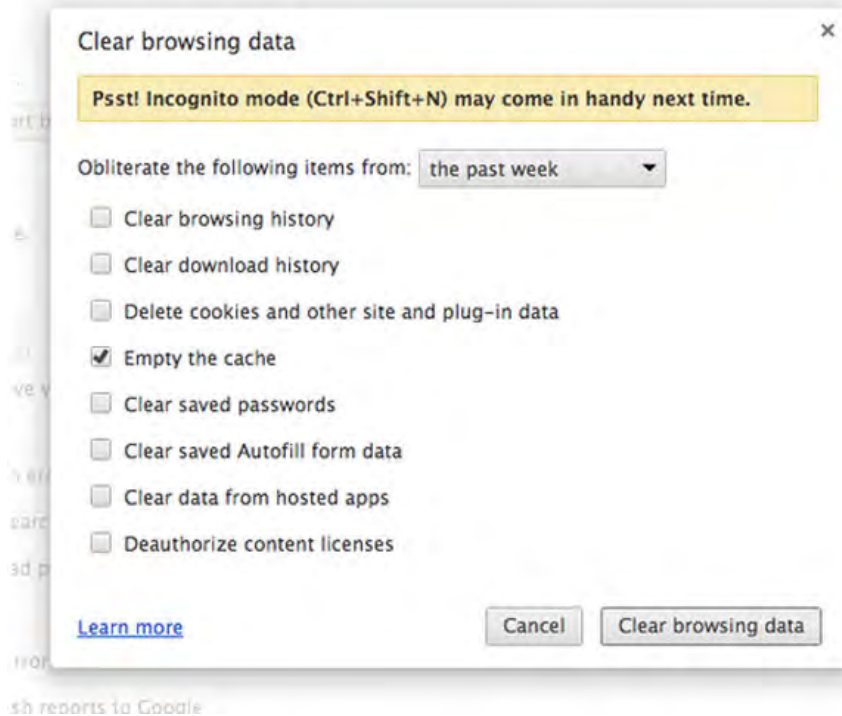 Clear browsing data
×
Psst! Incognito mode (Ctrl+Shift+N) may come in handy next time.
Obliterate the following items from: the past week
Clear browsing history
Clear download history
Delete cookies and other site and plug-in data
Empty the cache
Clear saved passwords
Clear saved Autofill form data
Clear data from hosted apps
Deauthorize content licenses
Learn more Cancel Clear browsing data
sh reports to Google